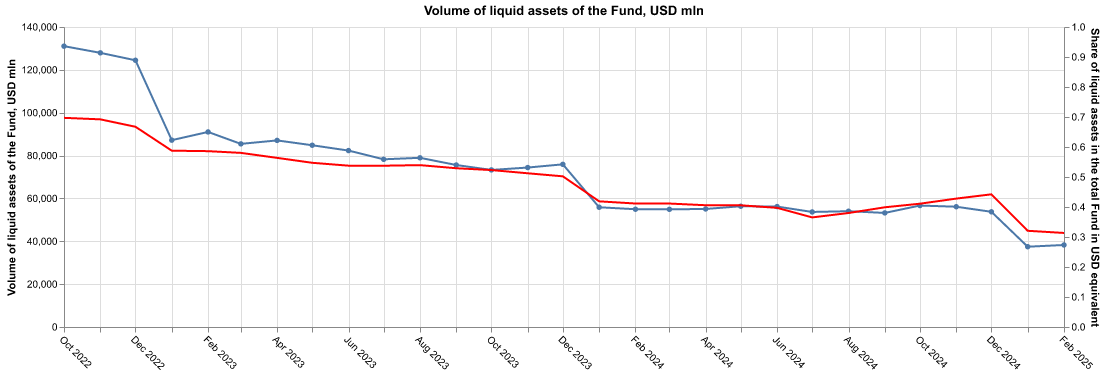 Volume of liquid assets of the Fund, USD mln
Volume of liquid assets of the Fund, USD mln
140,000
120,000
100,000
80,000
60,000
40,000
20,000
0
Oct 2022
Dec 2022
Feb 2023
Apr 2023
Jun 2023
Aug 2023
Oct 2023
Dec 2023
Feb 2024
Apr 2024
Jun 2024
Aug 2024
Oct 2024
Dec 2024
Feb 2025
1.0
0.9
0.8
0.7
0.6
0.5
0.4
0.3
0.2
0.1
0.0
Share of liquid assets in the total Fund in USD equivalent